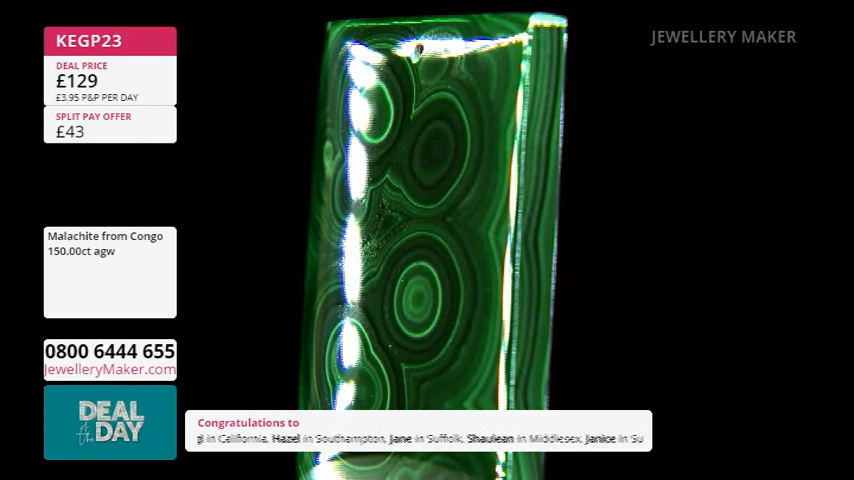 KEGP23
DEAL PRICE
£129
£3.95 P&P PER DAY
SPLIT PAY OFFER
£43
JEWELLERY MAKER
Malachite from Congo
150.00ct agw
0800 6444 655
JewelleryMaker.com
DEAL
of the
DAY
Congratulations to
in California, Hazel in Southampton, Jane in Suffolk, Shaulean in Middlesex, Janice in Su